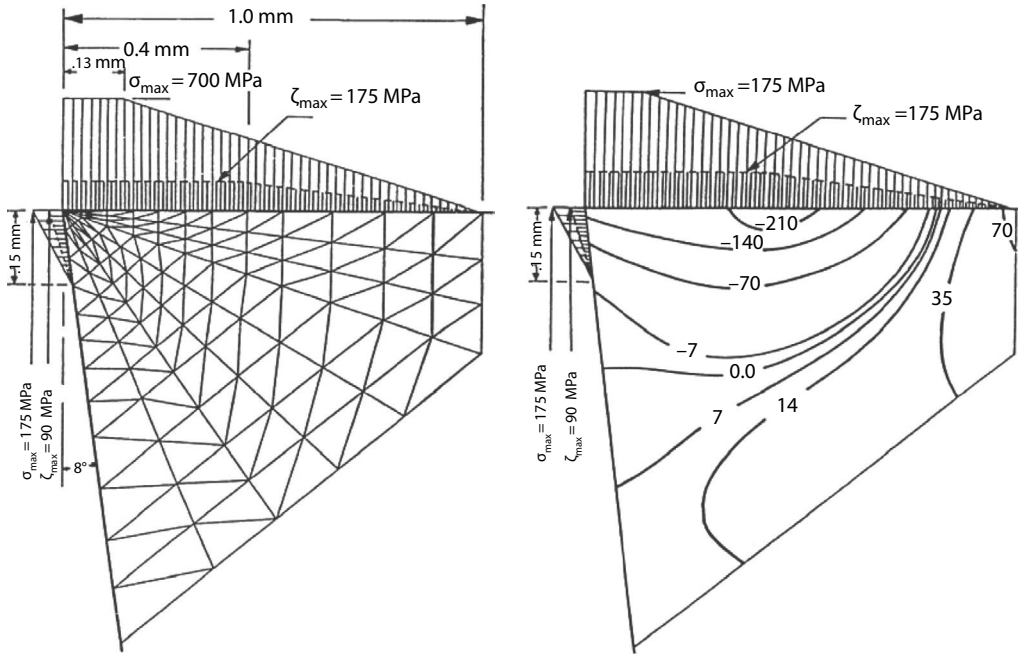 1.0 mm
0.4 mm
.13 mm
σmax = 700 MPa
ζmax = 175 MPa
.15 mm
σmax = 175 MPa
ζmax = 90 MPa
8°
σmax = 175 MPa
ζmax = 175 MPa
.15 mm
σmax = 175 MPa
ζmax = 90 MPa
–210
–140
–70
–7
0.0
7
14
35
70